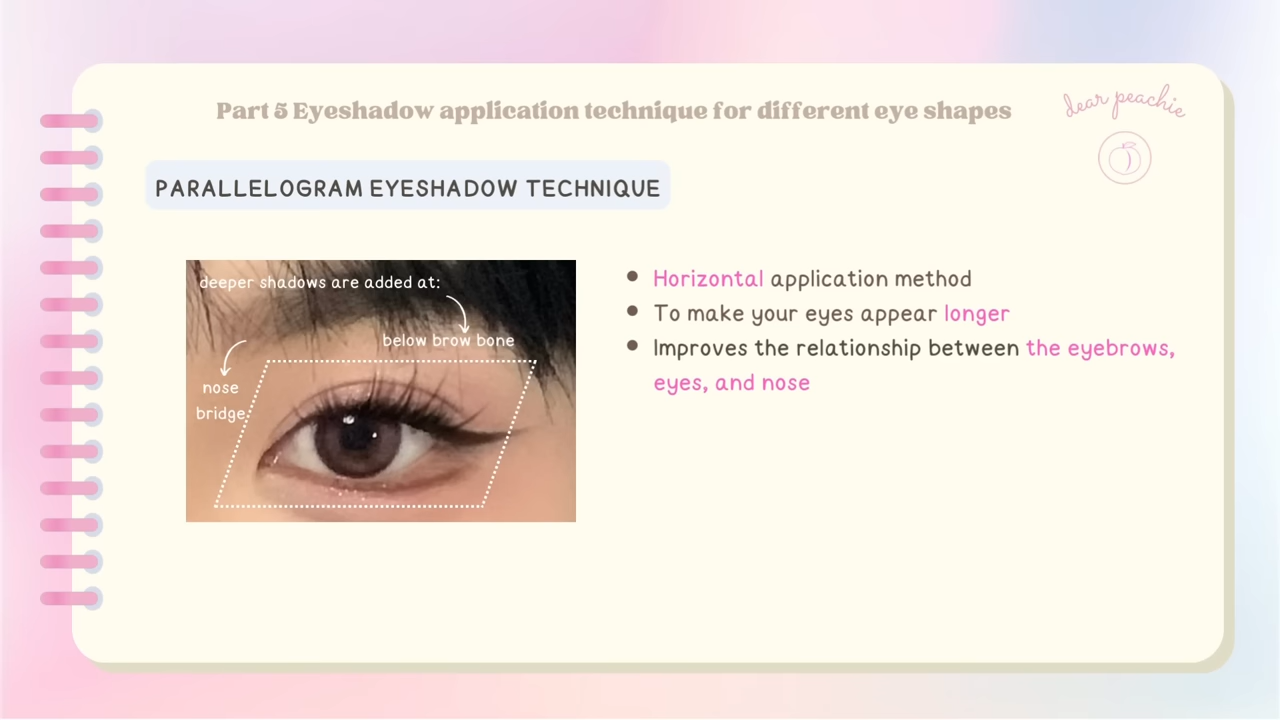 Part 5 Eyeshadow application technique for different eye shapes
dear peachie
PARALLELOGRAM EYESHADOW TECHNIQUE
deeper shadows are added at:
below brow bone
nose
bridge
Horizontal application method
To make your eyes appear longer
Improves the relationship between the eyebrows,
eyes, and nose